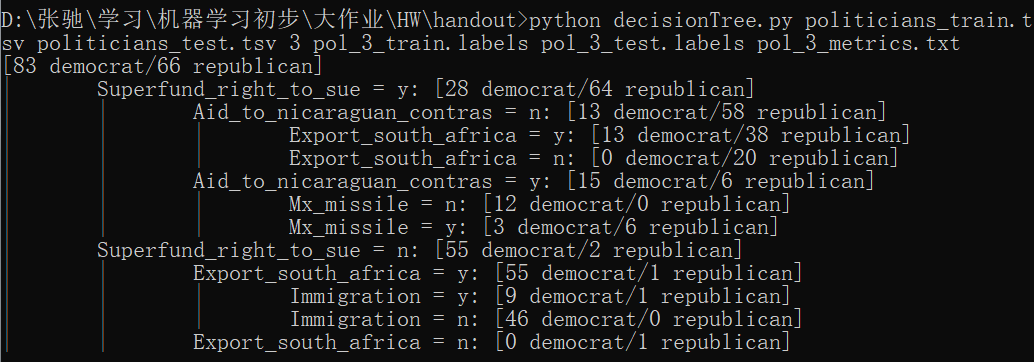 D:\张驰\学习\机器学习初步\大作业\HW\handout>python decisionTree.py politicians_train.t
sv politicians_test.tsv 3 pol_3_train.labels pol_3_test.labels pol_3_metrics.txt
[83 democrat/66 republican]
|	Superfund_right_to_sue = y: [28 democrat/64 republican]
|	|	Aid_to_nicaraguan_contras = n: [13 democrat/58 republican]
|	|	|	Export_south_africa = y: [13 democrat/38 republican]
|	|	|	Export_south_africa = n: [0 democrat/20 republican]
|	|	Aid_to_nicaraguan_contras = y: [15 democrat/6 republican]
|	|	|	Mx_missile = n: [12 democrat/0 republican]
|	|	|	Mx_missile = y: [3 democrat/6 republican]
|	Superfund_right_to_sue = n: [55 democrat/2 republican]
|	|	Export_south_africa = y: [55 democrat/1 republican]
|	|	|	Immigration = y: [9 democrat/1 republican]
|	|	|	Immigration = n: [46 democrat/0 republican]
|	|	Export_south_africa = n: [0 democrat/1 republican]